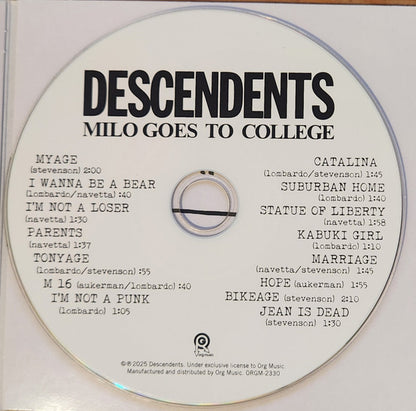 DESCENDENTS
MILO GOES TO COLLEGE
MYAGE
(stevenson) 2:00
I WANNA BE A BEAR
(lombardo/navetta) :40
I'M NOT A LOSER
(navetta) 1:30
PARENTS
(navetta) 1:37
TONYAGE
(lombardo/stevenson) :55
M 16 (aukerman/lombardo) :40
I'M NOT A PUNK
(lombardo) 1:05
CATALINA
(lombardo/stevenson) 1:45
SUBURBAN HOME
(lombardo) 1:40
STATUE OF LIBERTY
(navetta) 1:58
KABUKI GIRL
(lombardo) 1:10
MARRIAGE
(navetta/stevenson) 1:45
HOPE (aukerman) 1:55
BIKEAGE (stevenson) 2:10
JEAN IS DEAD
(stevenson) 1:30
©℗ 2025 Descendents. Under exclusive license to Org Music.
Manufactured and distributed by Org Music. ORGM-2330